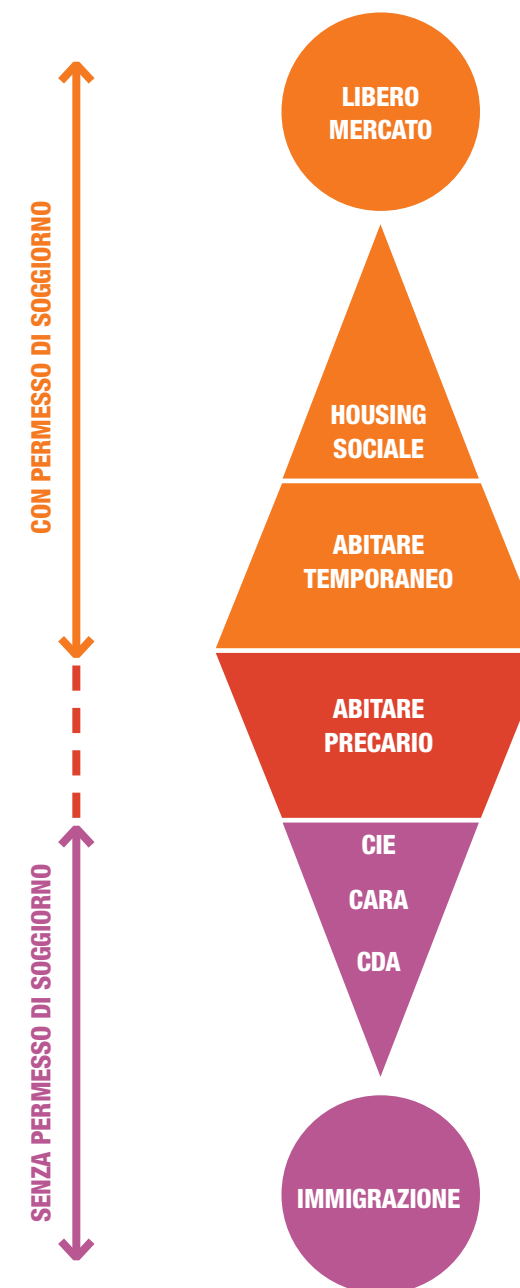 LIBERO
MERCATO
CON PERMESSO DI SOGGIORNO
HOUSING
SOCIALE
ABITARE
TEMPORANEO
ABITARE
PRECARIO
CIE
CARA
CDA
SENZA PERMESSO DI SOGGIORNO
IMMIGRAZIONE